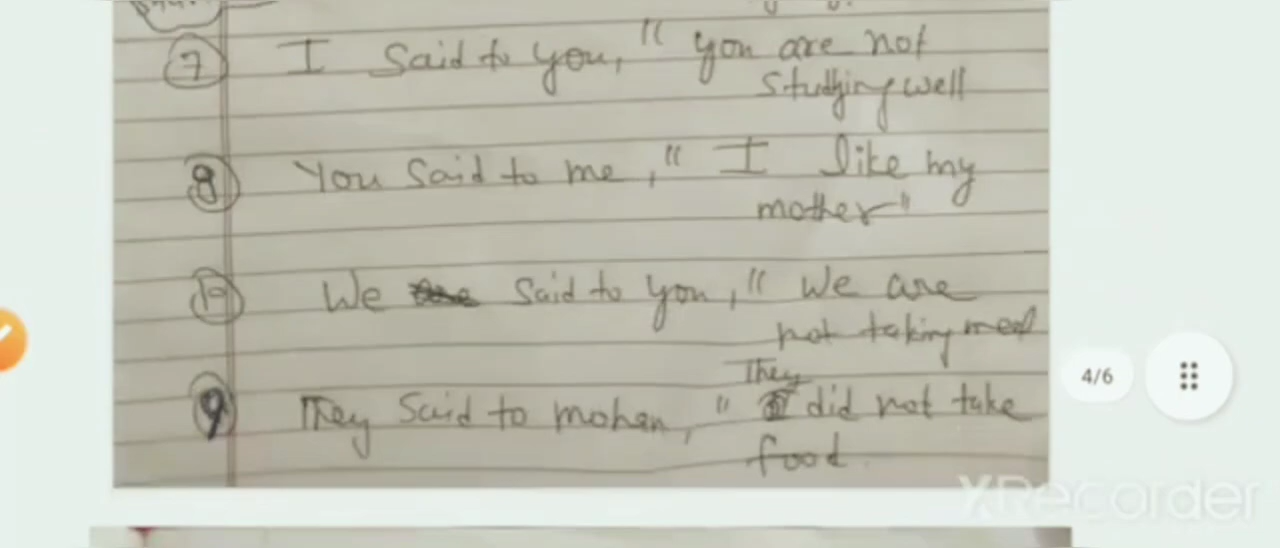 7 I Said to you, " you are not
studying well
8 You Said to me, " I like my
mother"
We Said to you, " We are
not taking meal
They
9 They Said to mohan, " did not take
food.
4/6
XRecorder